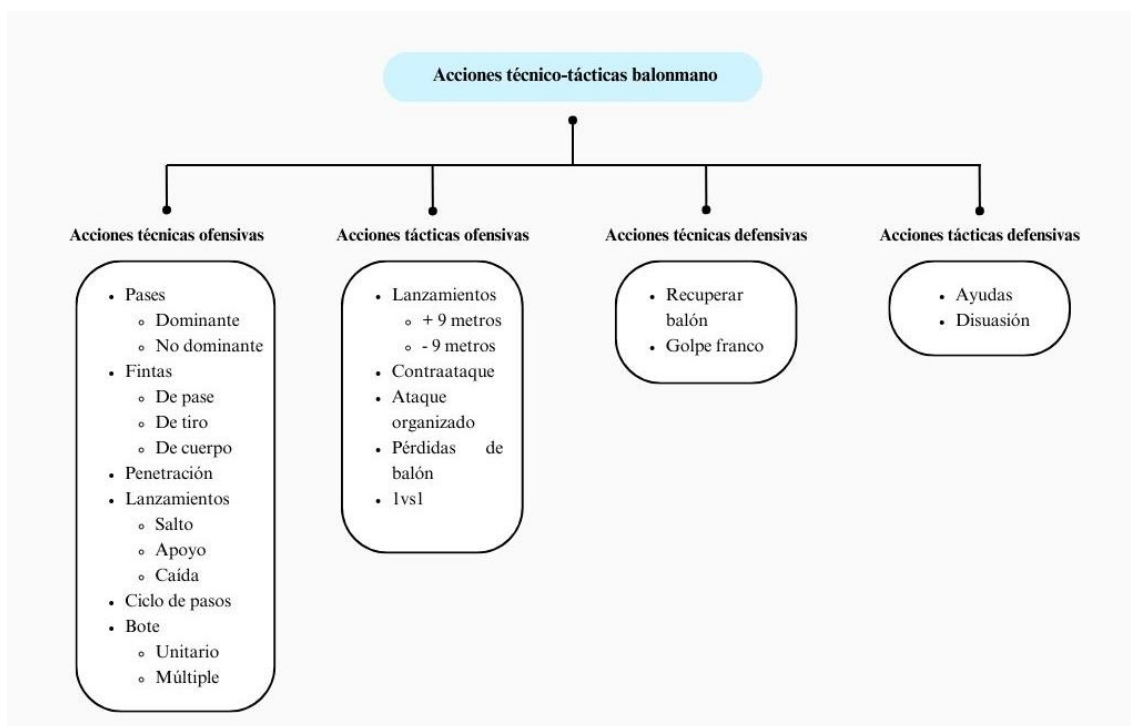 Acciones técnico-tácticas balonmano
Acciones técnicas ofensivas
Pases
Dominante
No dominante
Fintas
De pase
De tiro
De cuerpo
Penetración
Lanzamientos
Salto
Apoyo
Caída
Ciclo de pasos
Bote
Unitario
Múltiple
Acciones tácticas ofensivas
Lanzamientos
+ 9 metros
- 9 metros
Contraataque
Ataque
organizado
Pérdidas de
balón
1vs1
Acciones técnicas defensivas
Recuperar
balón
Golpe franco
Acciones tácticas defensivas
Ayudas
Disuasión